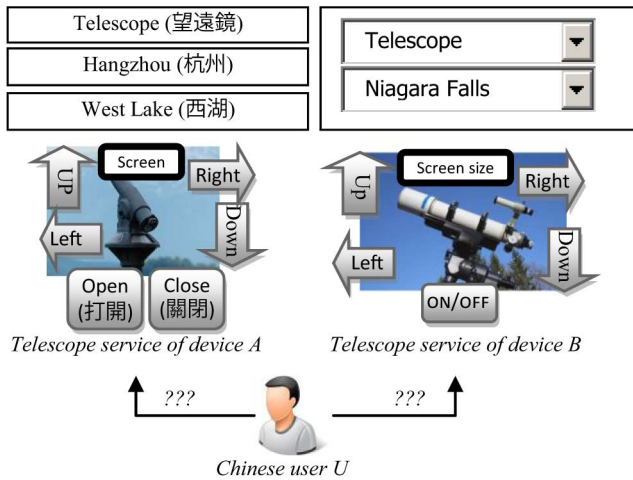 Telescope (望遠鏡)
Hangzhou (杭州)
West Lake (西湖)
Telescope
Niagara Falls
Screen
Up
Right
Left
Down
Open
(打開)
Close
(關閉)
Telescope service of device A
Screen size
Up
Right
Left
Down
ON/OFF
Telescope service of device B
???
???
Chinese user U